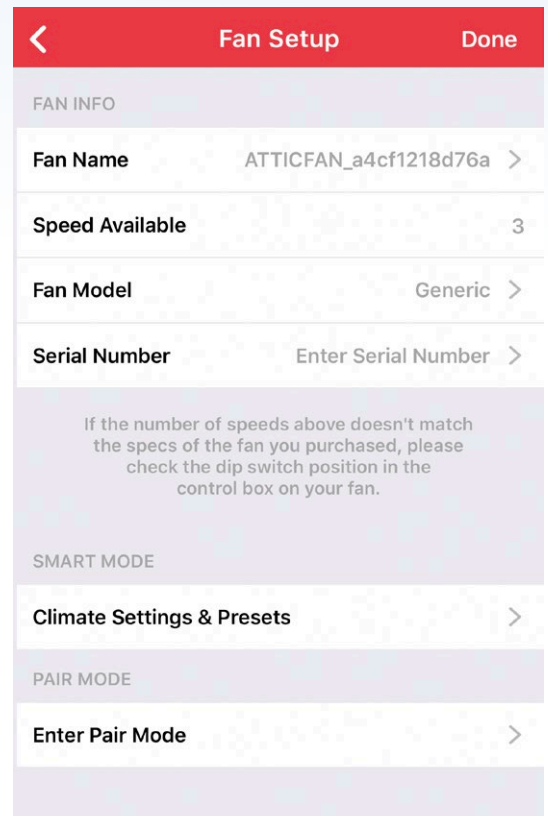 Fan Setup Done
FAN INFO
Fan Name ATTICFAN_a4cf1218d76a
Speed Available 3
Fan Model Generic
Serial Number Enter Serial Number
If the number of speeds above doesn't match
the specs of the fan you purchased, please
check the dip switch position in the
control box on your fan.
SMART MODE
Climate Settings & Presets
PAIR MODE
Enter Pair Mode